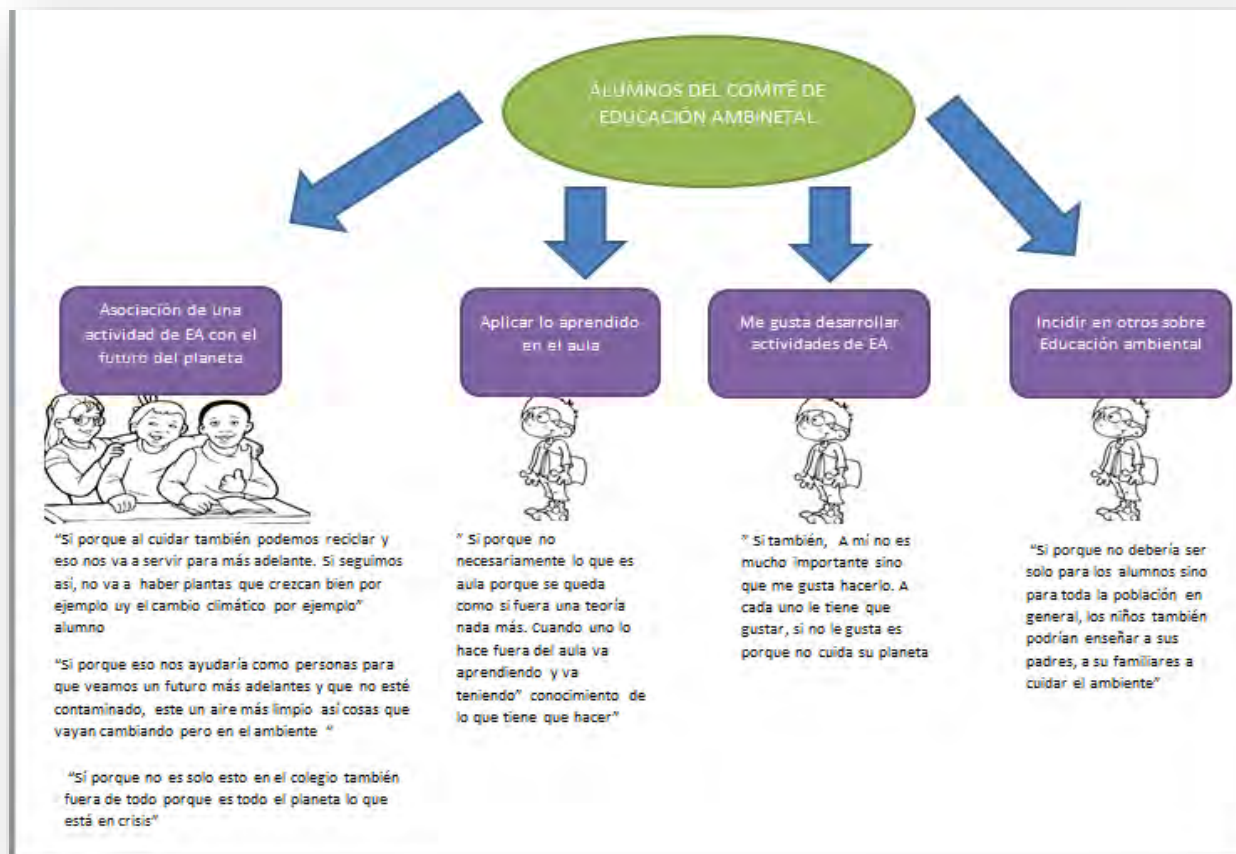 ALUMNOS DEL COMITÉ DE
EDUCACIÓN AMBINETAL
Asociación de una
actividad de EA con el
futuro del planeta
Aplicar lo aprendido
en el aula
Me gusta desarrollar
actividades de EA
Incidir en otros sobre
Educación ambiental
"Si porque al cuidar también podemos reciclar y
eso nos va a servir para más adelante. Si seguimos
así, no va a haber plantas que crezcan bien por
ejemplo uy el cambio climático por ejemplo"
alumno
"Si porque eso nos ayudaría como personas para
que veamos un futuro más adelantes y que no esté
contaminado, este un aire más limpio así cosas que
vayan cambiando pero en el ambiente "
"Sí porque no es solo esto en el colegio también
fuera de todo porque es todo el planeta lo que
está en crisis"
" Si porque no
necesariamente lo que es
aula porque se queda
como si fuera una teoría
nada más. Cuando uno lo
hace fuera del aula va
aprendiendo y va
teniendo" conocimiento de
lo que tiene que hacer"
" Si también, A mí no es
mucho importante sino
que me gusta hacerlo. A
cada uno le tiene que
gustar, si no le gusta es
porque no cuida su planeta
"Si porque no debería ser
solo para los alumnos sino
para toda la población en
general, los niños también
podrían enseñar a sus
padres, a su familiares a
cuidar el ambiente"